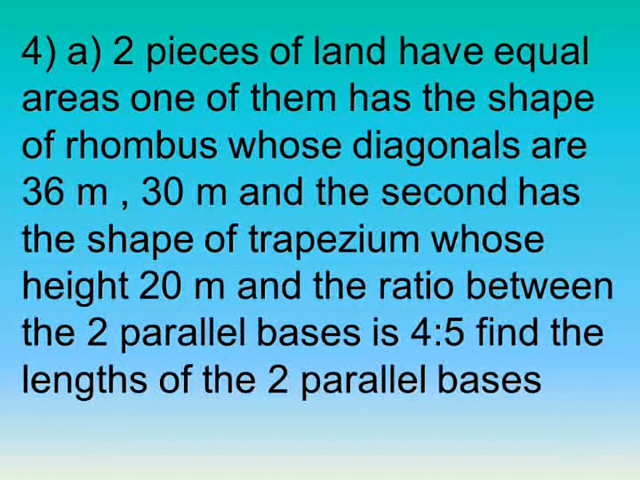 4) a) 2 pieces of land have equal
areas one of them has the shape
of rhombus whose diagonals are
36 m , 30 m and the second has
the shape of trapezium whose
height 20 m and the ratio between
the 2 parallel bases is 4:5 find the
lengths of the 2 parallel bases